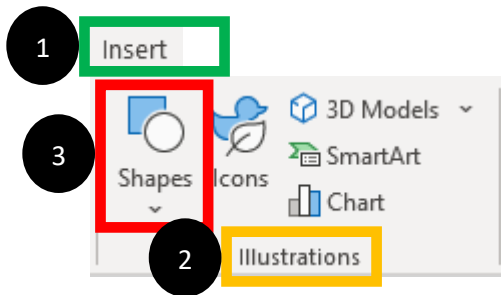 1 Insert
3D Models
3 Shapes Icons SmartArt
Chart
2 Illustrations